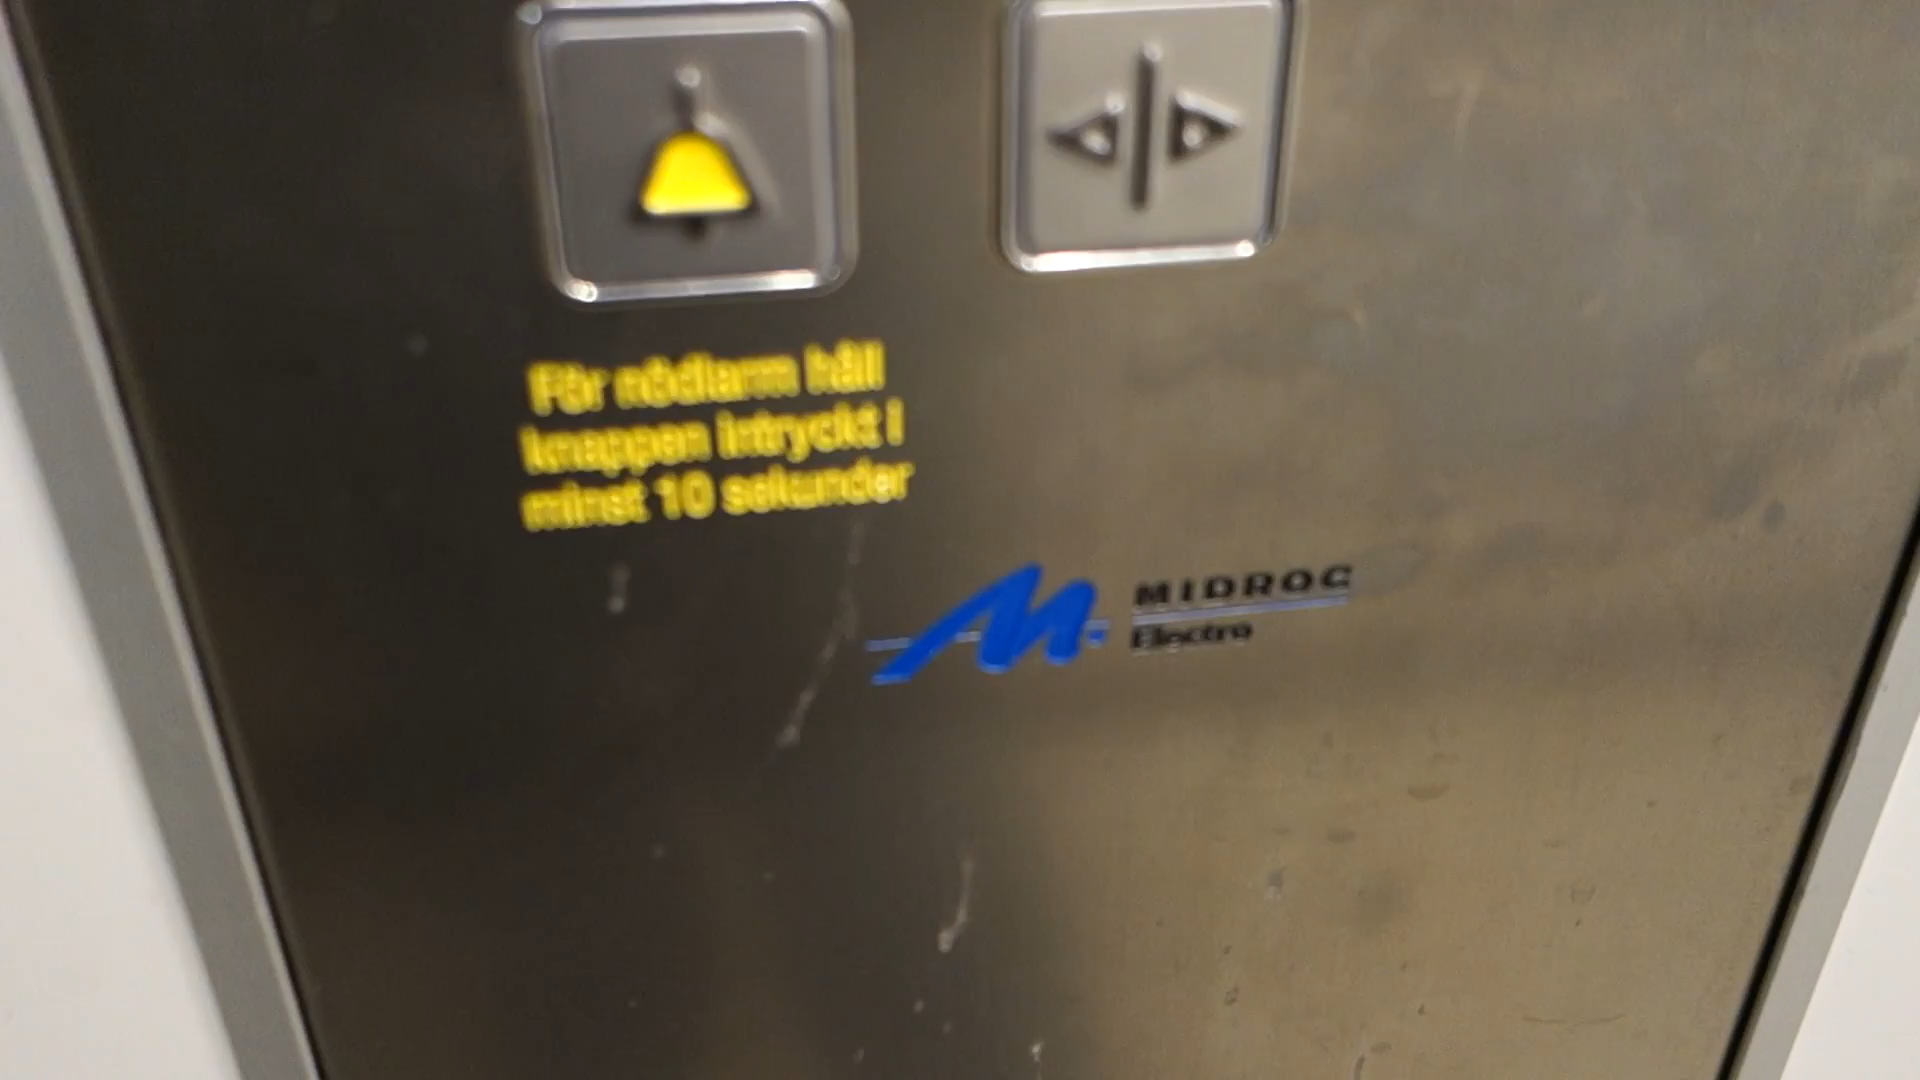 För nödlarm håll
knappen intryckt i
minst 10 sekunder
MIDROC
Electro